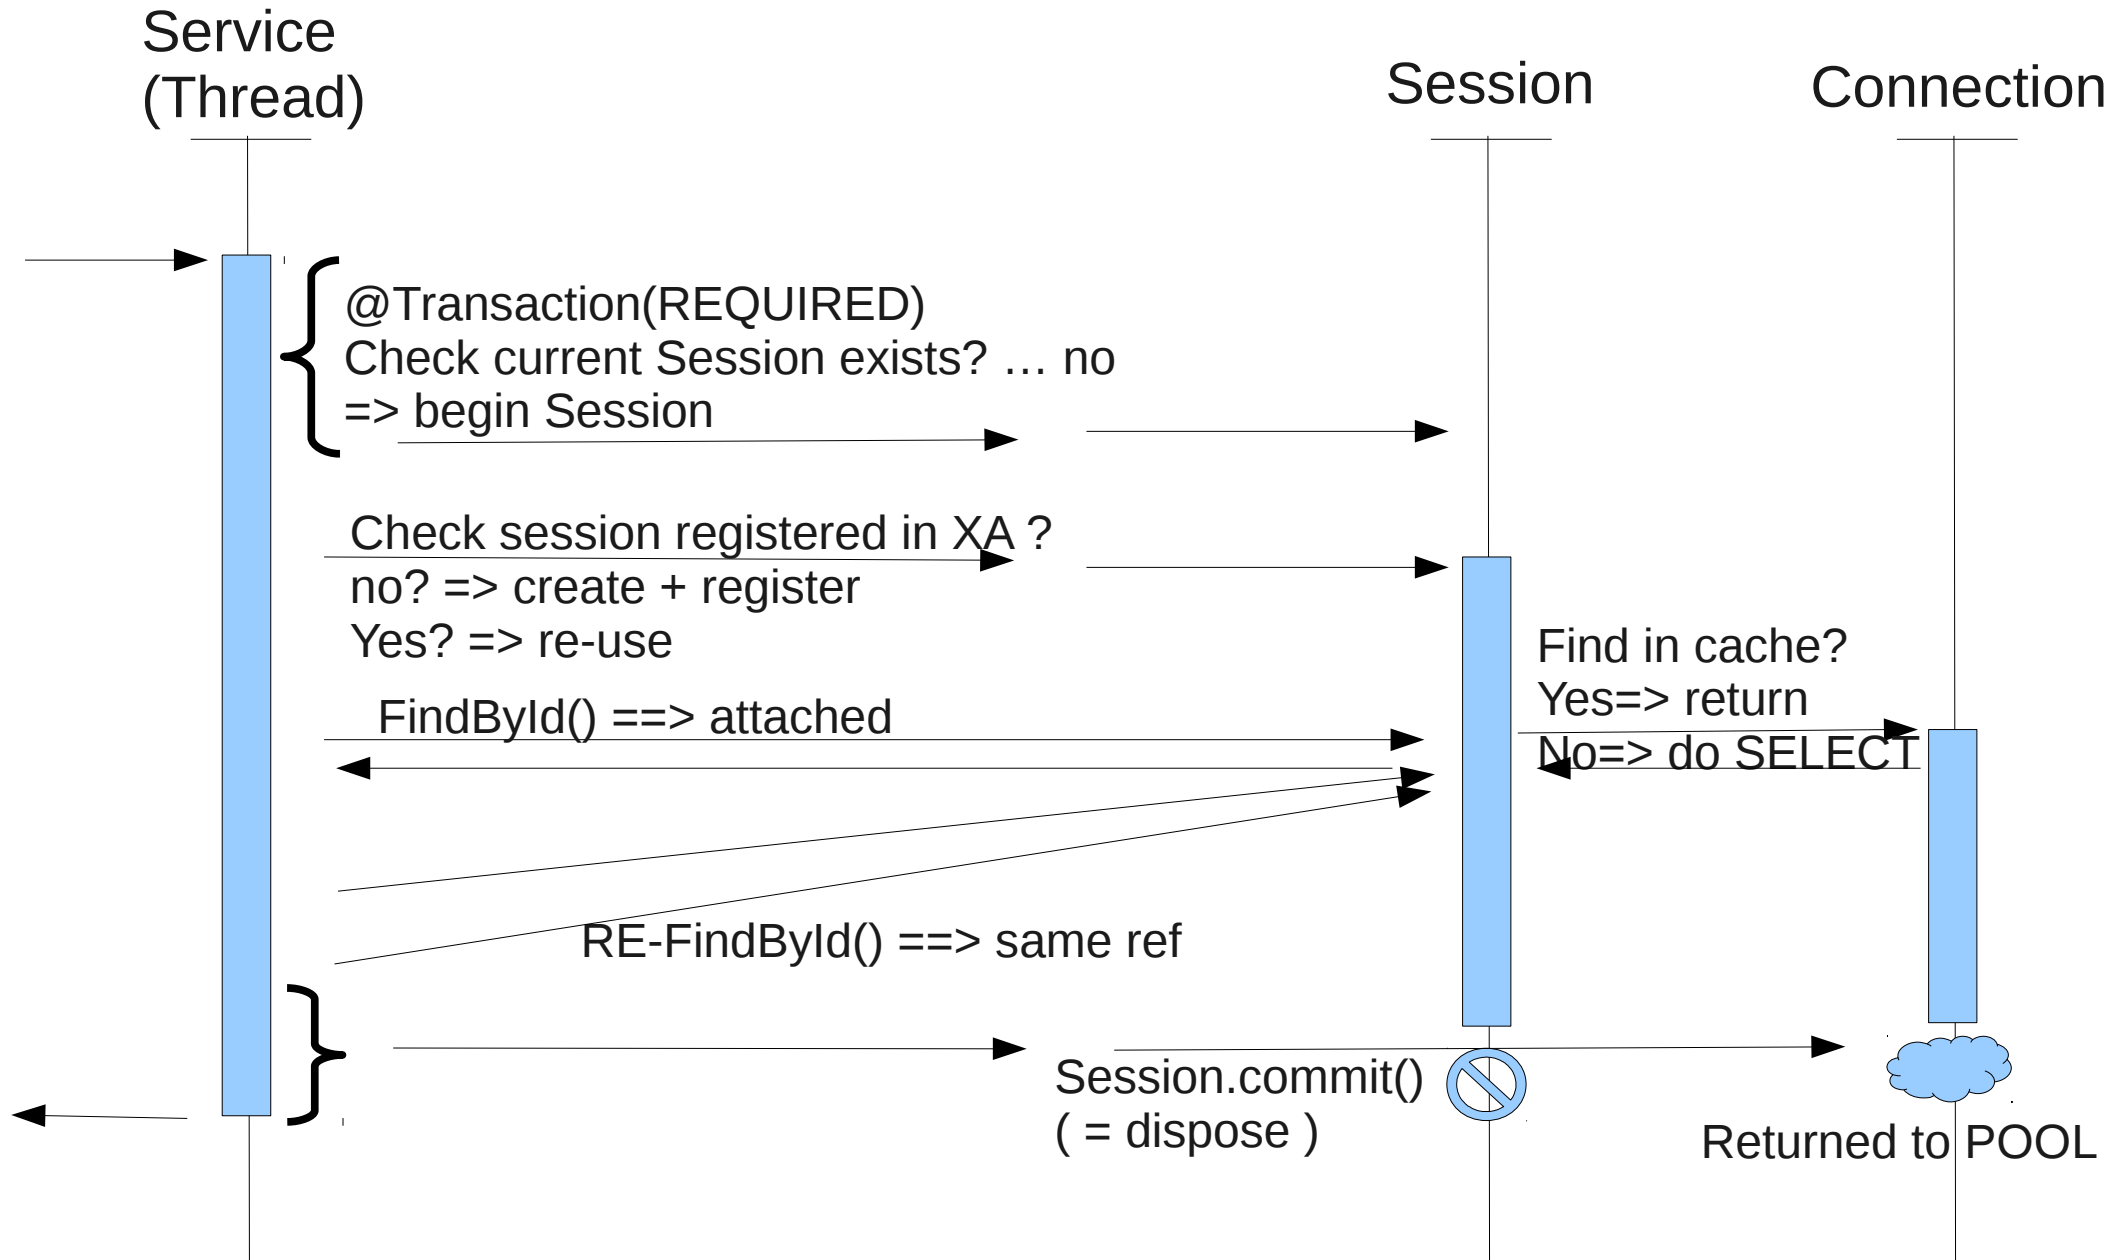 Service
(Thread)
Session
Connection
@Transaction(REQUIRED)
Check current Session exists? … no
=> begin Session
Check session registered in XA ?
no? => create + register
Yes? => re-use
Find in cache?
Yes=> return
No=> do SELECT
FindById() ==> attached
RE-FindById() ==> same ref
Session.commit()
( = dispose )
Returned to POOL